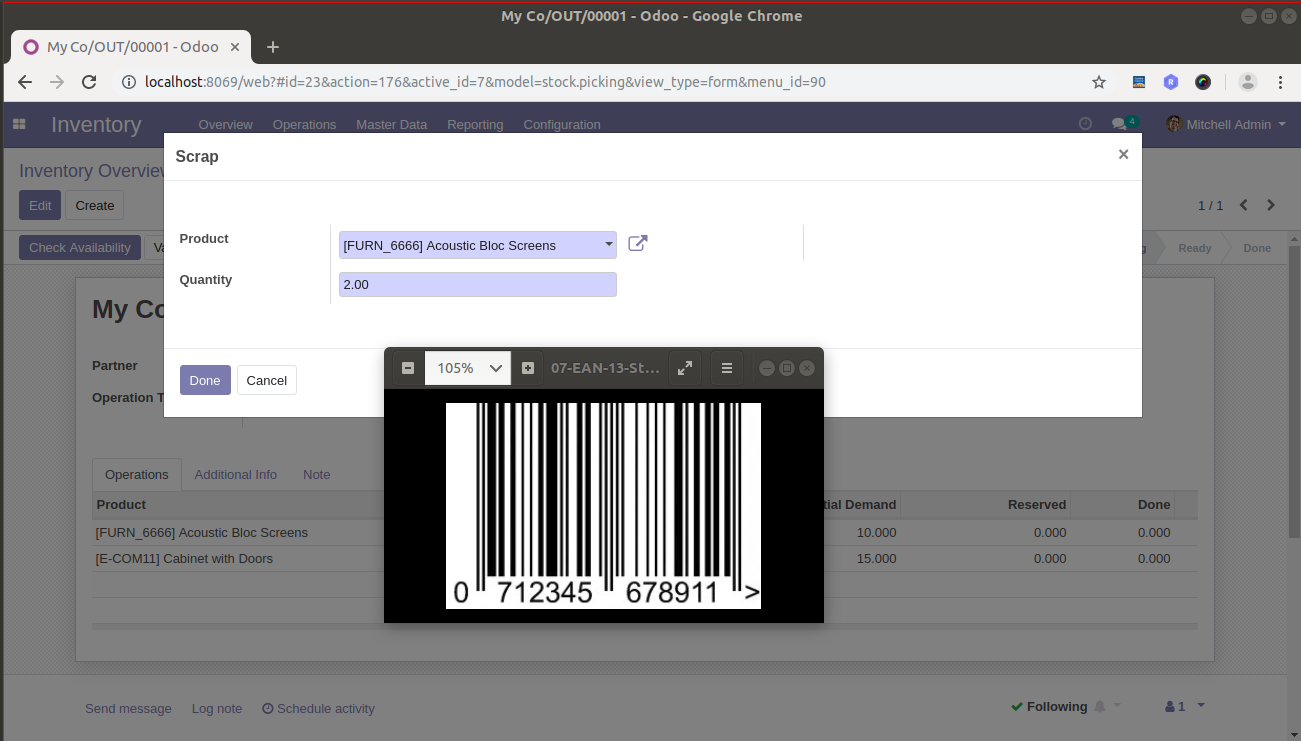 My Co/OUT/00001 - Odoo - Google Chrome
My Co/OUT/00001 - Odoo
localhost:8069/web?#id=23&action=176&active_id=7&model=stock.picking&view_type=form&menu_id=90
Inventory Overview Operations Master Data Reporting Configuration 4 Mitchell Admin
Inventory Overview
Scrap
Edit Create
1 / 1
Product [FURN_6666] Acoustic Bloc Screens
Check Availability Va
g Ready Done
Quantity 2.00
My Co
Partner
Operation T
Done Cancel
105% 07-EAN-13-St...
0 712345 678911 >
Operations Additional Info Note
Product tial Demand Reserved Done
[FURN_6666] Acoustic Bloc Screens 10.000 0.000 0.000
[E-COM11] Cabinet with Doors 15.000 0.000 0.000
Send message Log note Schedule activity
Following 1